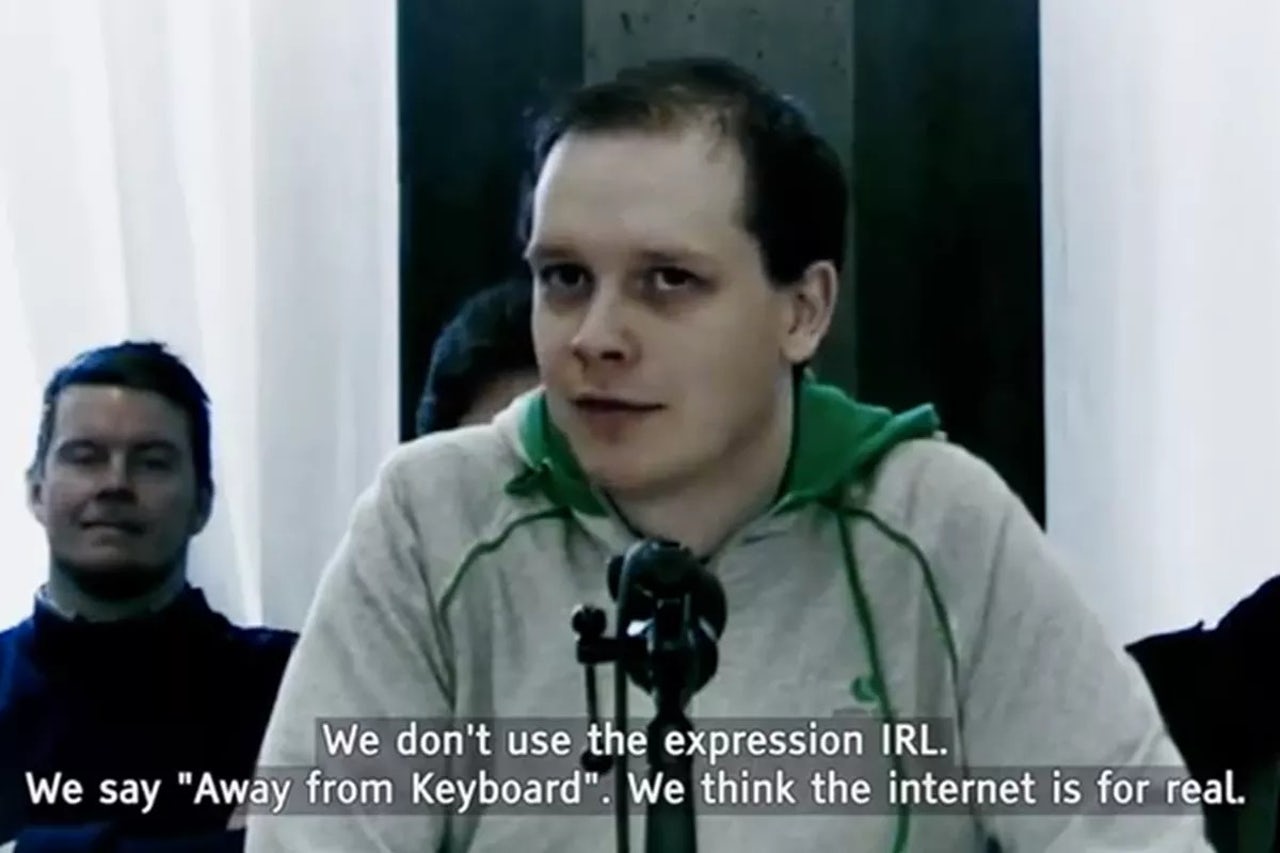 We don't use the expression IRL.
We say "Away from Keyboard". We think the internet is for real.